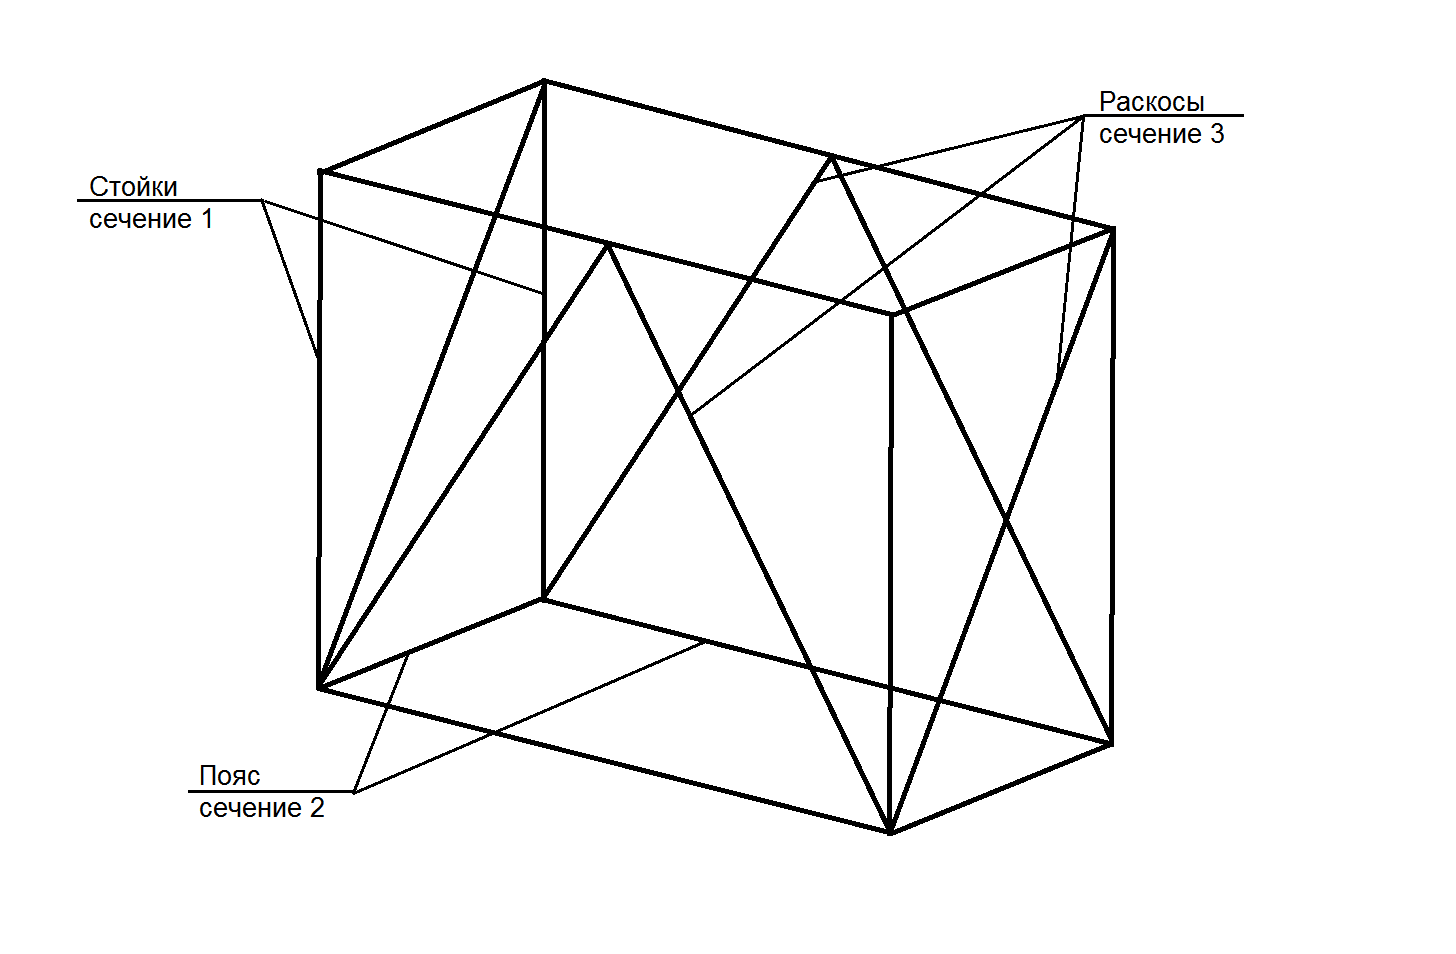 Раскосы
сечение 3
Стойки
сечение 1
Пояс
сечение 2